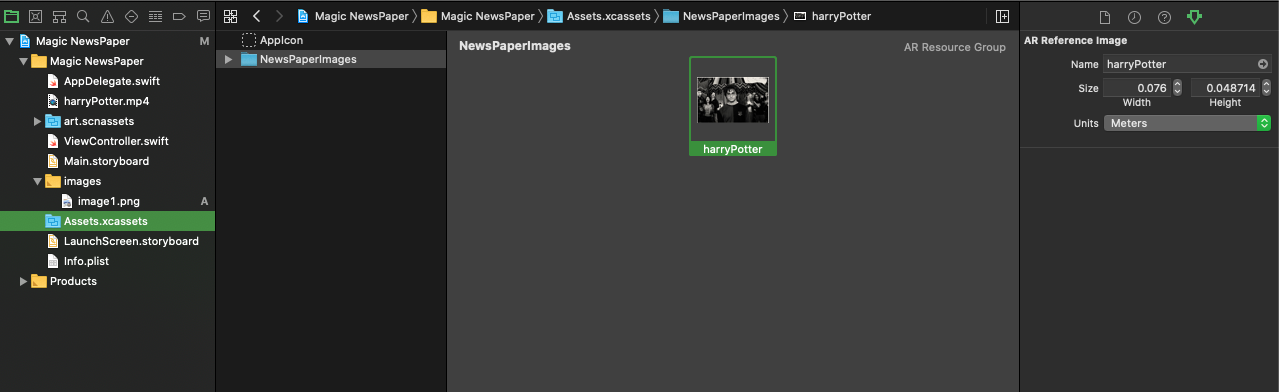 Magic NewsPaper M
Magic NewsPaper
AppDelegate.swift
harryPotter.mp4
art.scnassets
ViewController.swift
Main.storyboard
images
image1.png A
Assets.xcassets
LaunchScreen.storyboard
Info.plist
Products
Magic NewsPaper Magic NewsPaper Assets.xcassets NewsPaperImages harryPotter
AppIcon
NewsPaperImages
NewsPaperImages AR Resource Group
harryPotter
AR Reference Image
Name harryPotter
Size 0.076 0.048714
Width Height
Units Meters